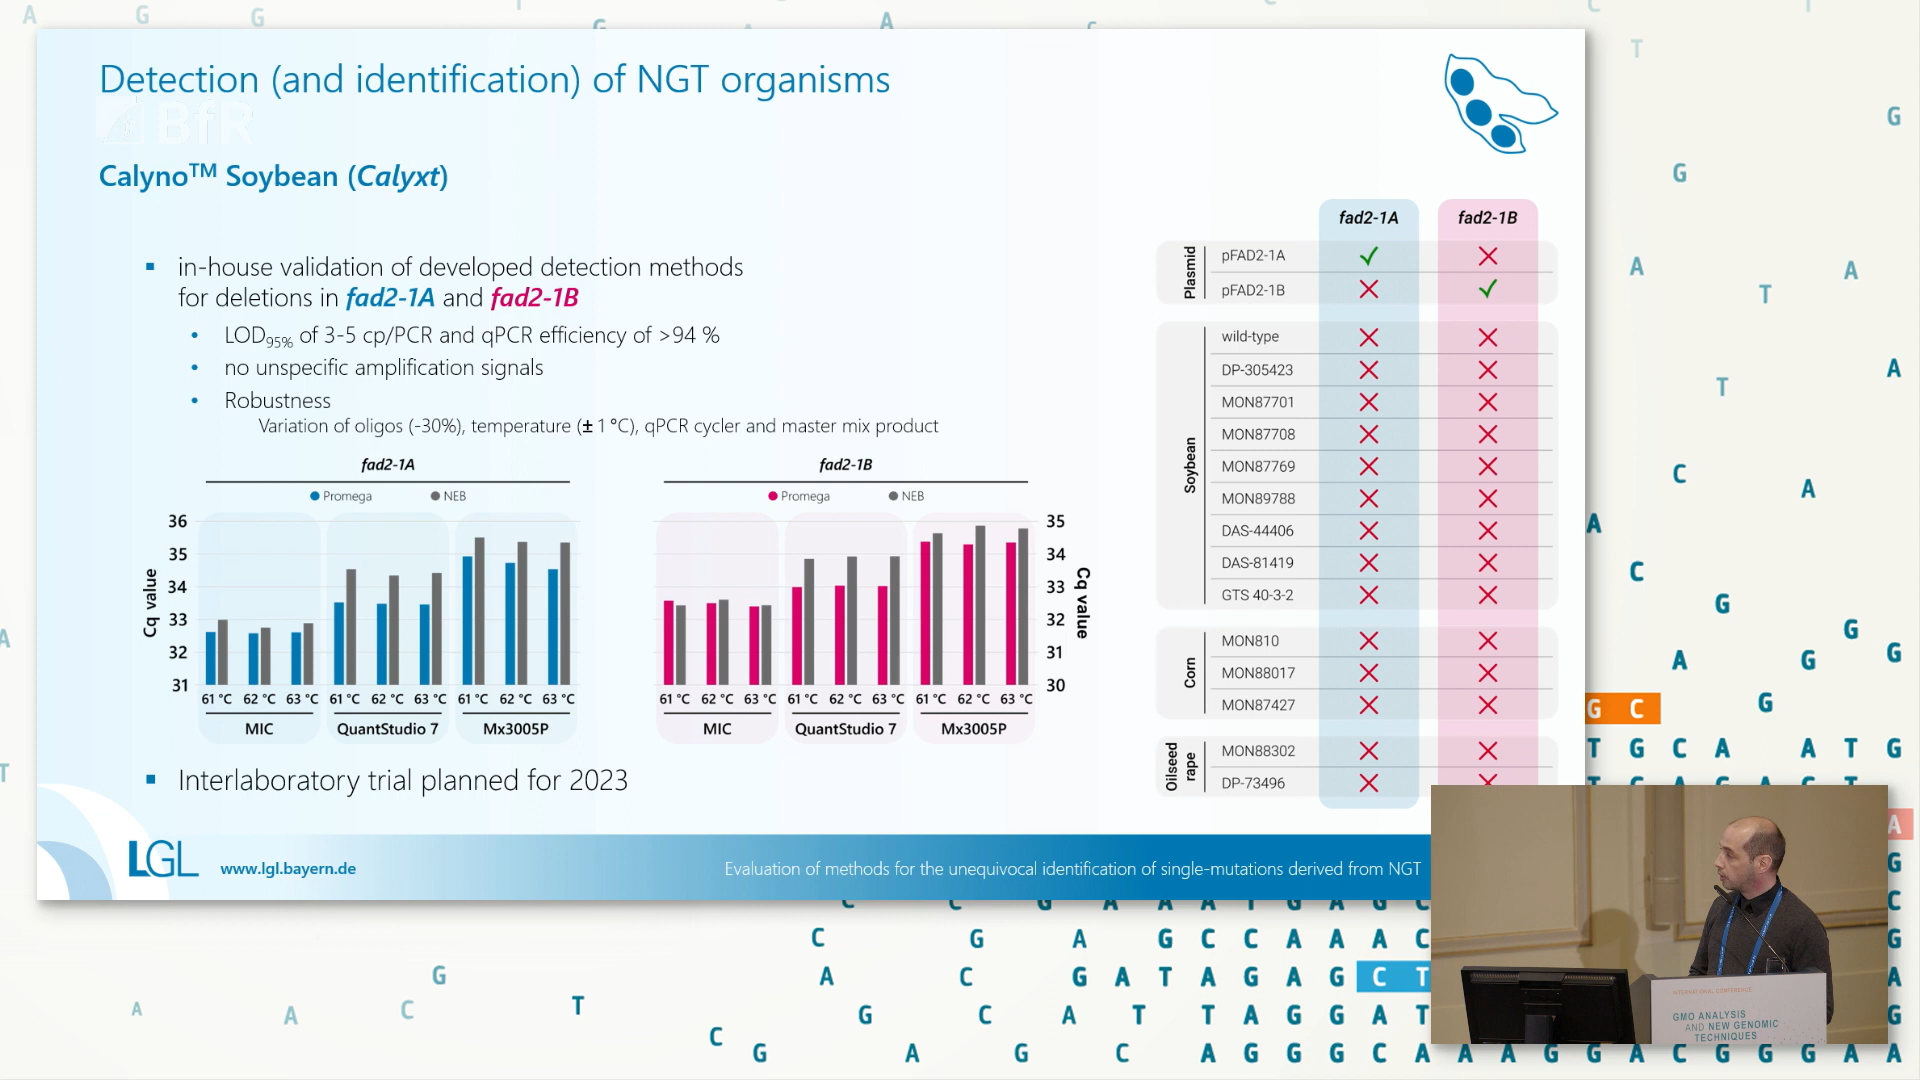 Detection (and identification) of NGT organisms
BfR
Calyno™ Soybean (Calyxt)
▪ in-house validation of developed detection methods
for deletions in fad2-1A and fad2-1B
• LOD95% of 3-5 cp/PCR and qPCR efficiency of >94 %
• no unspecific amplification signals
• Robustness
Variation of oligos (-30%), temperature (± 1 °C), qPCR cycler and master mix product
fad2-1A
Promega NEB
36
35
34
33
32
31
Cq value
61 °C 62 °C 63 °C 61 °C 62 °C 63 °C 61 °C 62 °C 63 °C
MIC QuantStudio 7 Mx3005P
fad2-1B
Promega NEB
35
34
33
32
31
30
Cq value
61 °C 62 °C 63 °C 61 °C 62 °C 63 °C 61 °C 62 °C 63 °C
MIC QuantStudio 7 Mx3005P
▪ Interlaboratory trial planned for 2023
fad2-1A fad2-1B
Plasmid
pFAD2-1A ✓ ✗
pFAD2-1B ✗ ✓
Soybean
wild-type ✗ ✗
DP-305423 ✗ ✗
MON87701 ✗ ✗
MON87708 ✗ ✗
MON87769 ✗ ✗
MON89788 ✗ ✗
DAS-44406 ✗ ✗
DAS-81419 ✗ ✗
GTS 40-3-2 ✗ ✗
Corn
MON810 ✗ ✗
MON88017 ✗ ✗
MON87427 ✗ ✗
Oilseed
rape
MON88302 ✗ ✗
DP-73496 ✗ ✗
LGL www.lgl.bayern.de
Evaluation of methods for the unequivocal identification of single-mutations derived from NGT
INTERNATIONAL CONFERENCE
GMO ANALYSIS
AND NEW GENOMIC
TECHNIQUES
G C
T G C A A T G
C G A G C C A A A C
G A C G A T A G A G C T
A A C T G C A T T A G G A T
C G A G C A G G G C A A A G G A C G G G A A